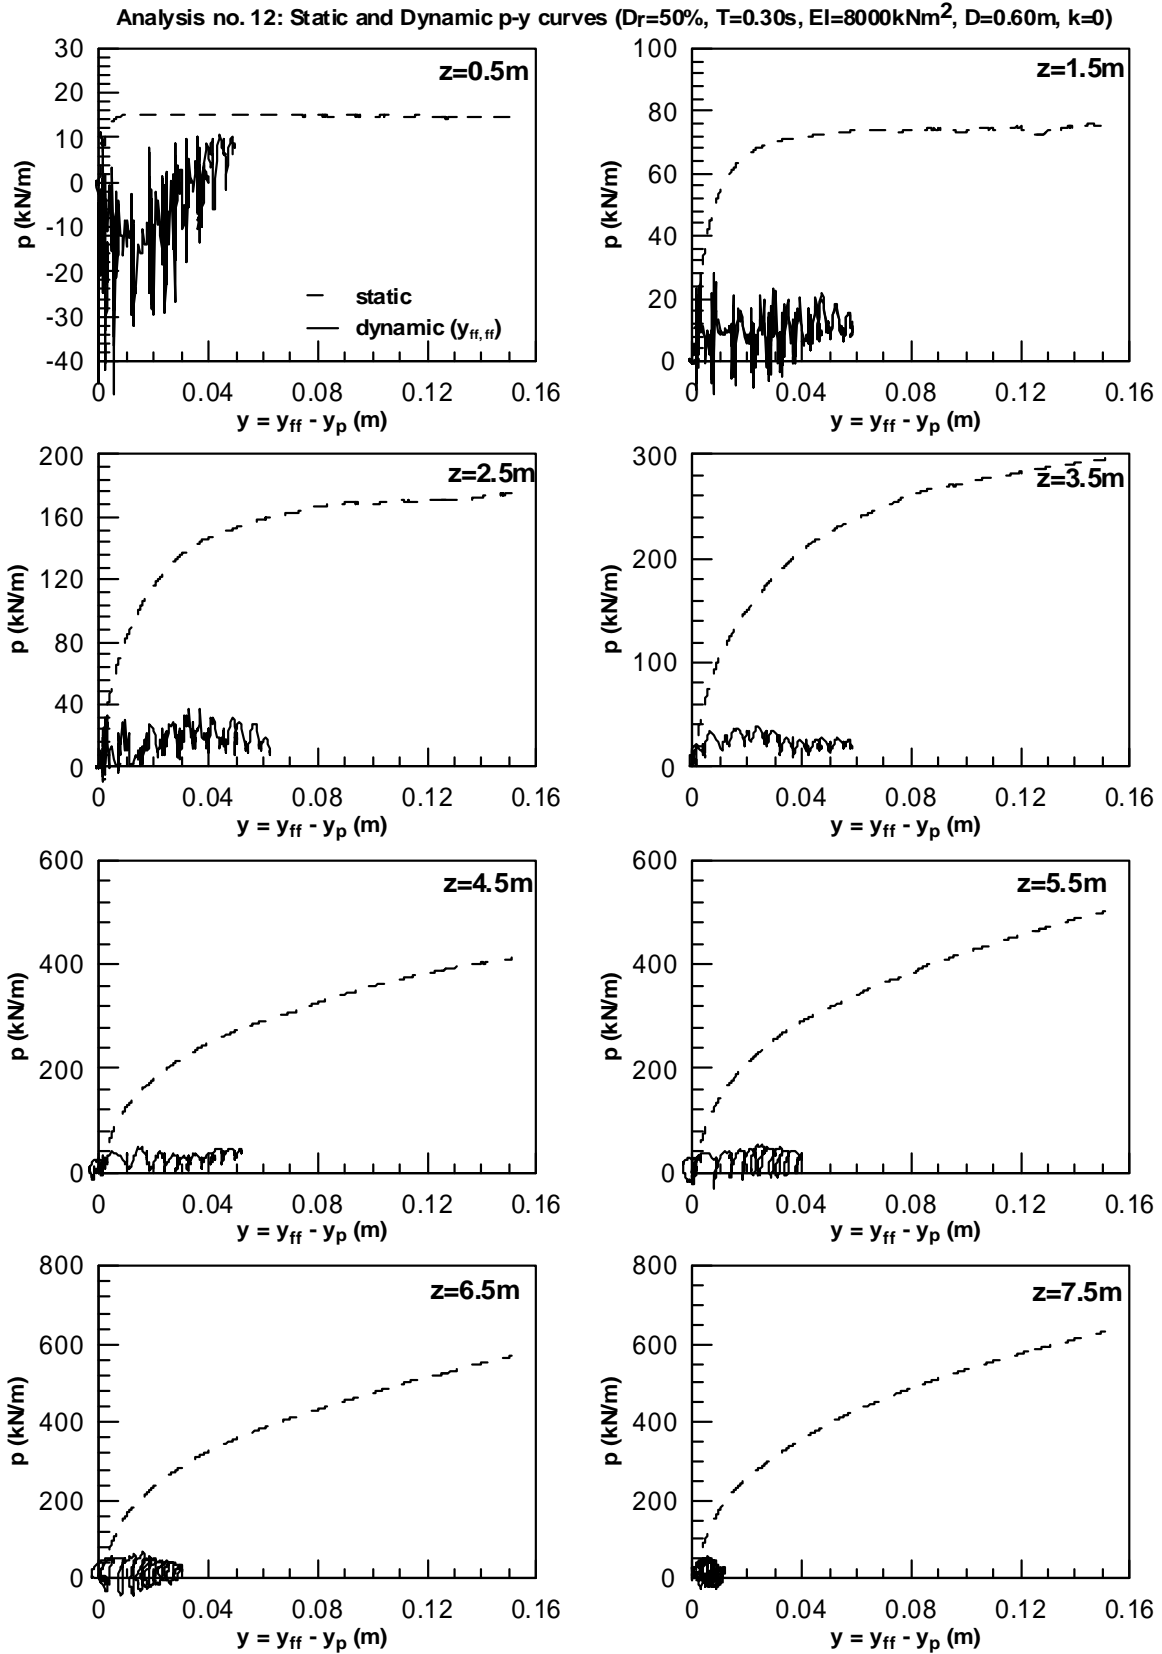 Analysis no. 12: Static and Dynamic p-y curves (Dr=50%, T=0.30s, EI=8000kNm², D=0.60m, k=0)
z=0.5m
30
20
10
0
-10
-20
-30
-40
p (kN/m)
static
dynamic (yff,ff)
0 0.04 0.08 0.12 0.16
y = yff - yp (m)
z=1.5m
100
80
60
40
20
0
p (kN/m)
0 0.04 0.08 0.12 0.16
y = yff - yp (m)
z=2.5m
200
160
120
80
40
0
p (kN/m)
0 0.04 0.08 0.12 0.16
y = yff - yp (m)
z=3.5m
300
200
100
0
p (kN/m)
0 0.04 0.08 0.12 0.16
y = yff - yp (m)
z=4.5m
600
400
200
0
p (kN/m)
0 0.04 0.08 0.12 0.16
y = yff - yp (m)
z=5.5m
600
400
200
0
p (kN/m)
0 0.04 0.08 0.12 0.16
y = yff - yp (m)
z=6.5m
800
600
400
200
0
p (kN/m)
0 0.04 0.08 0.12 0.16
y = yff - yp (m)
z=7.5m
800
600
400
200
0
p (kN/m)
0 0.04 0.08 0.12 0.16
y = yff - yp (m)